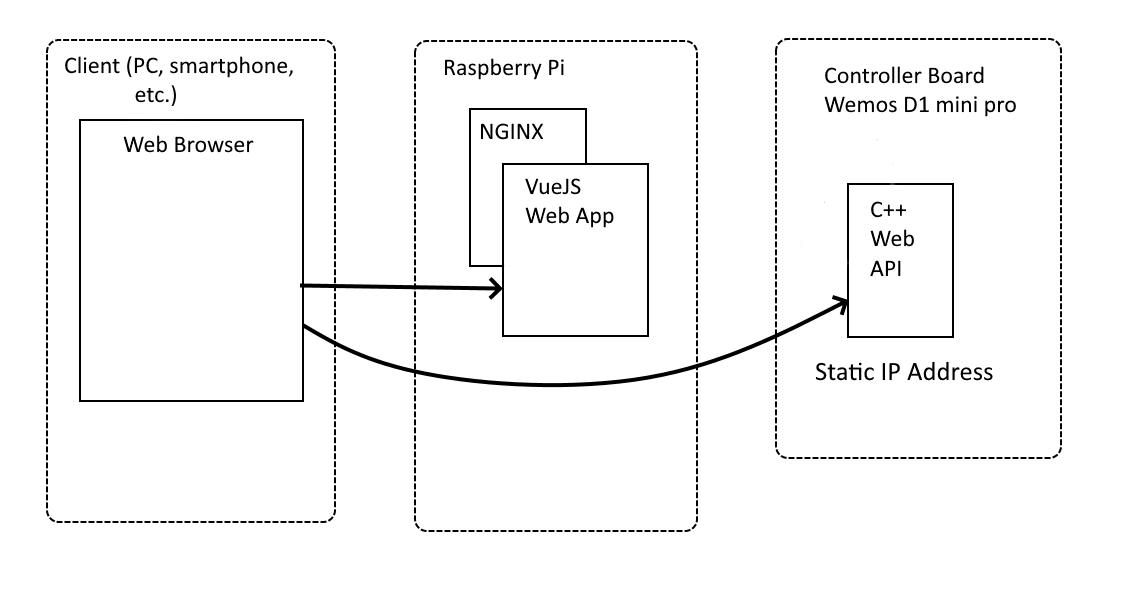 Client (PC, smartphone,
etc.)
Web Browser
Raspberry Pi
NGINX
VueJS
Web App
Controller Board
Wemos D1 mini pro
C++
Web
API
Static IP Address